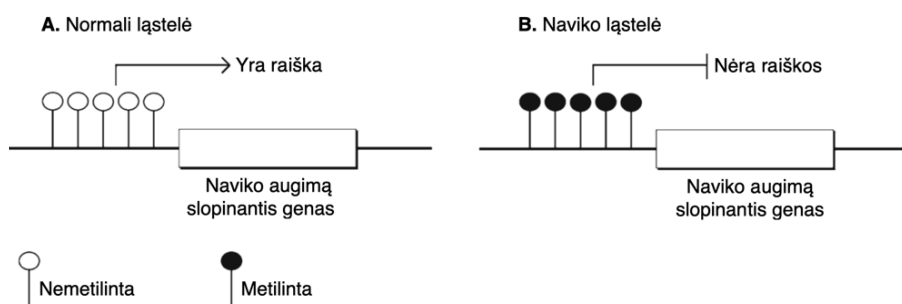 A. Normali ląstelė
Yra raiška
Naviko augimą
slopinantis genas
B. Naviko ląstelė
Nėra raiškos
Naviko augimą
slopinantis genas
Nemetilinta
Metilinta